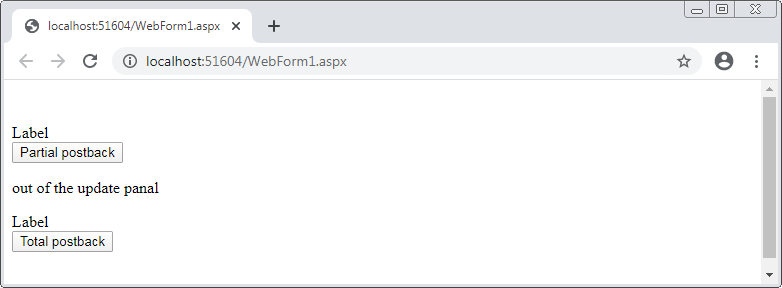 localhost:51604/WebForm1.aspx
localhost:51604/WebForm1.aspx
Label
Partial postback
out of the update panal
Label
Total postback